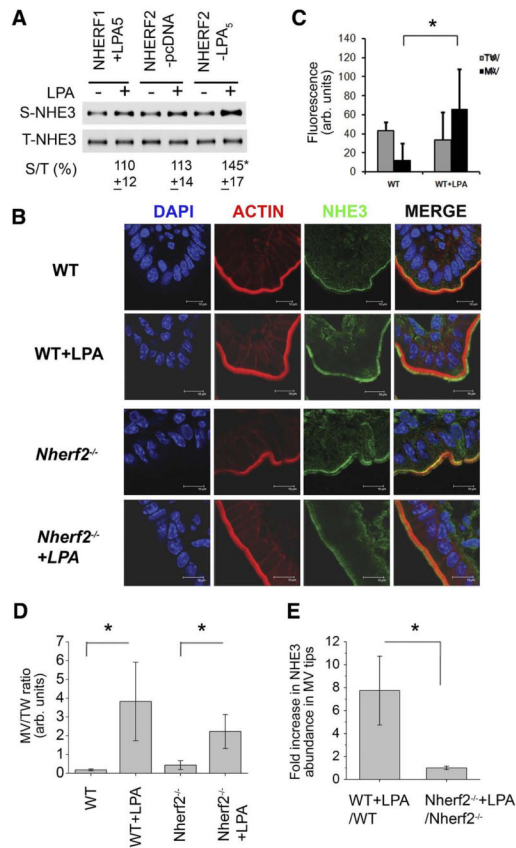 A
NHERF1 +LPA5
NHERF2 -pcDNA
NHERF2 -LPA5
LPA - + - + - +
S-NHE3
T-NHE3
S/T (%) 110 113 145*
±12 ±14 ±17
C
Fluorescence (arb. units)
140
120
100
80
60
40
20
0
*
TW
MV
WT WT+LPA
B
DAPI ACTIN NHE3 MERGE
WT
WT+LPA
Nherf2-/-
Nherf2-/- +LPA
D
MV/TW ratio (arb. units)
7
6
5
4
3
2
1
0
* *
WT
WT+LPA
Nherf2-/-
Nherf2-/- +LPA
E
Fold increase in NHE3 abundance in MV tips
10
8
6
4
2
0
*
WT+LPA /WT
Nherf2-/-+LPA /Nherf2-/-